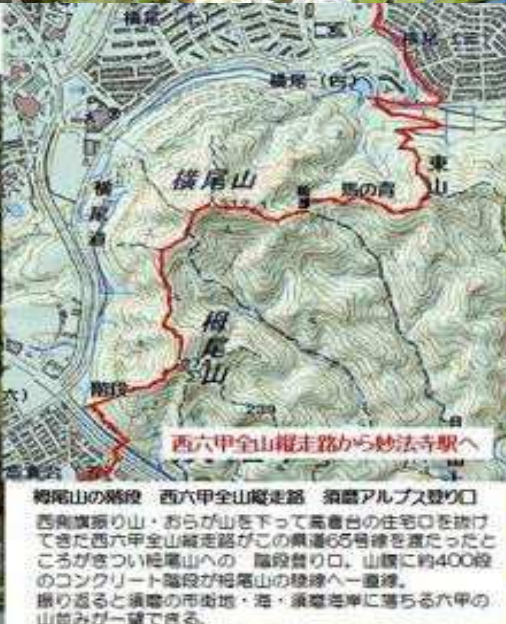 横尾(七)
横尾(六)
横尾山
馬の背
東山
横尾道
栂尾山
階段
239
高倉台
西六甲全山縦走路から妙法寺駅へ
栂尾山の階段 西六甲全山縦走路 須磨アルプス登り口
西側旗振り山・おらが山を下って高倉台の住宅口を抜け
てきた西六甲全山縦走路がこの県道65号線を渡ったと
ころがきつい栂尾山への 階段登り口。山腹に約400段
のコンクリート階段が栂尾山の稜線へ一直線。
振り返ると須磨の市街地・海・須磨海岸に落ちる六甲の
山並みが一望できる。